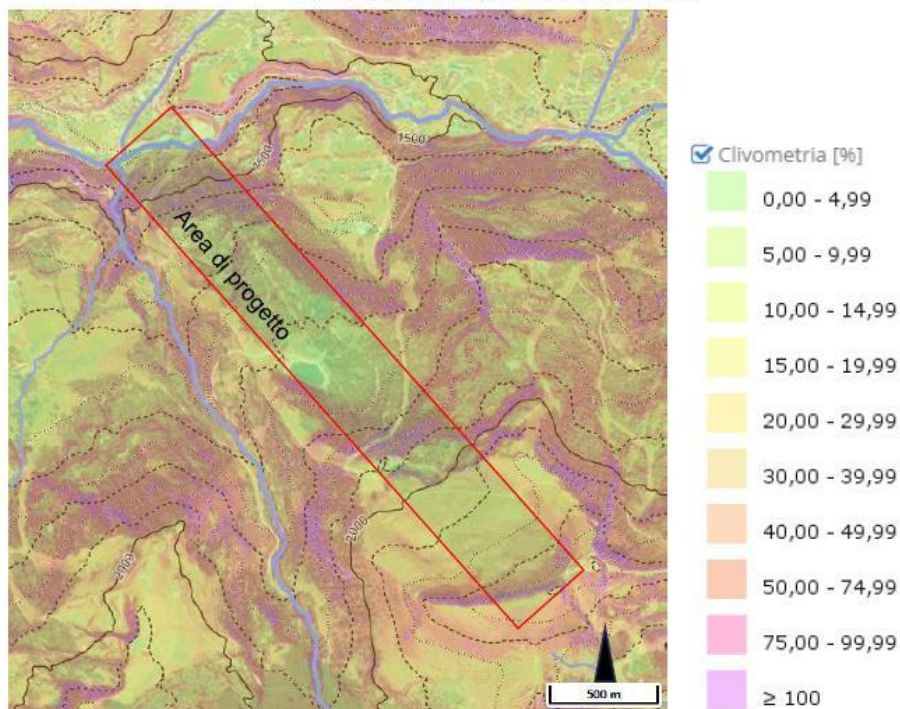 1500
1500
Area di progetto
2000
2000
500 m
Clivometria [%]
0,00 - 4,99
5,00 - 9,99
10,00 - 14,99
15,00 - 19,99
20,00 - 29,99
30,00 - 39,99
40,00 - 49,99
50,00 - 74,99
75,00 - 99,99
≥ 100